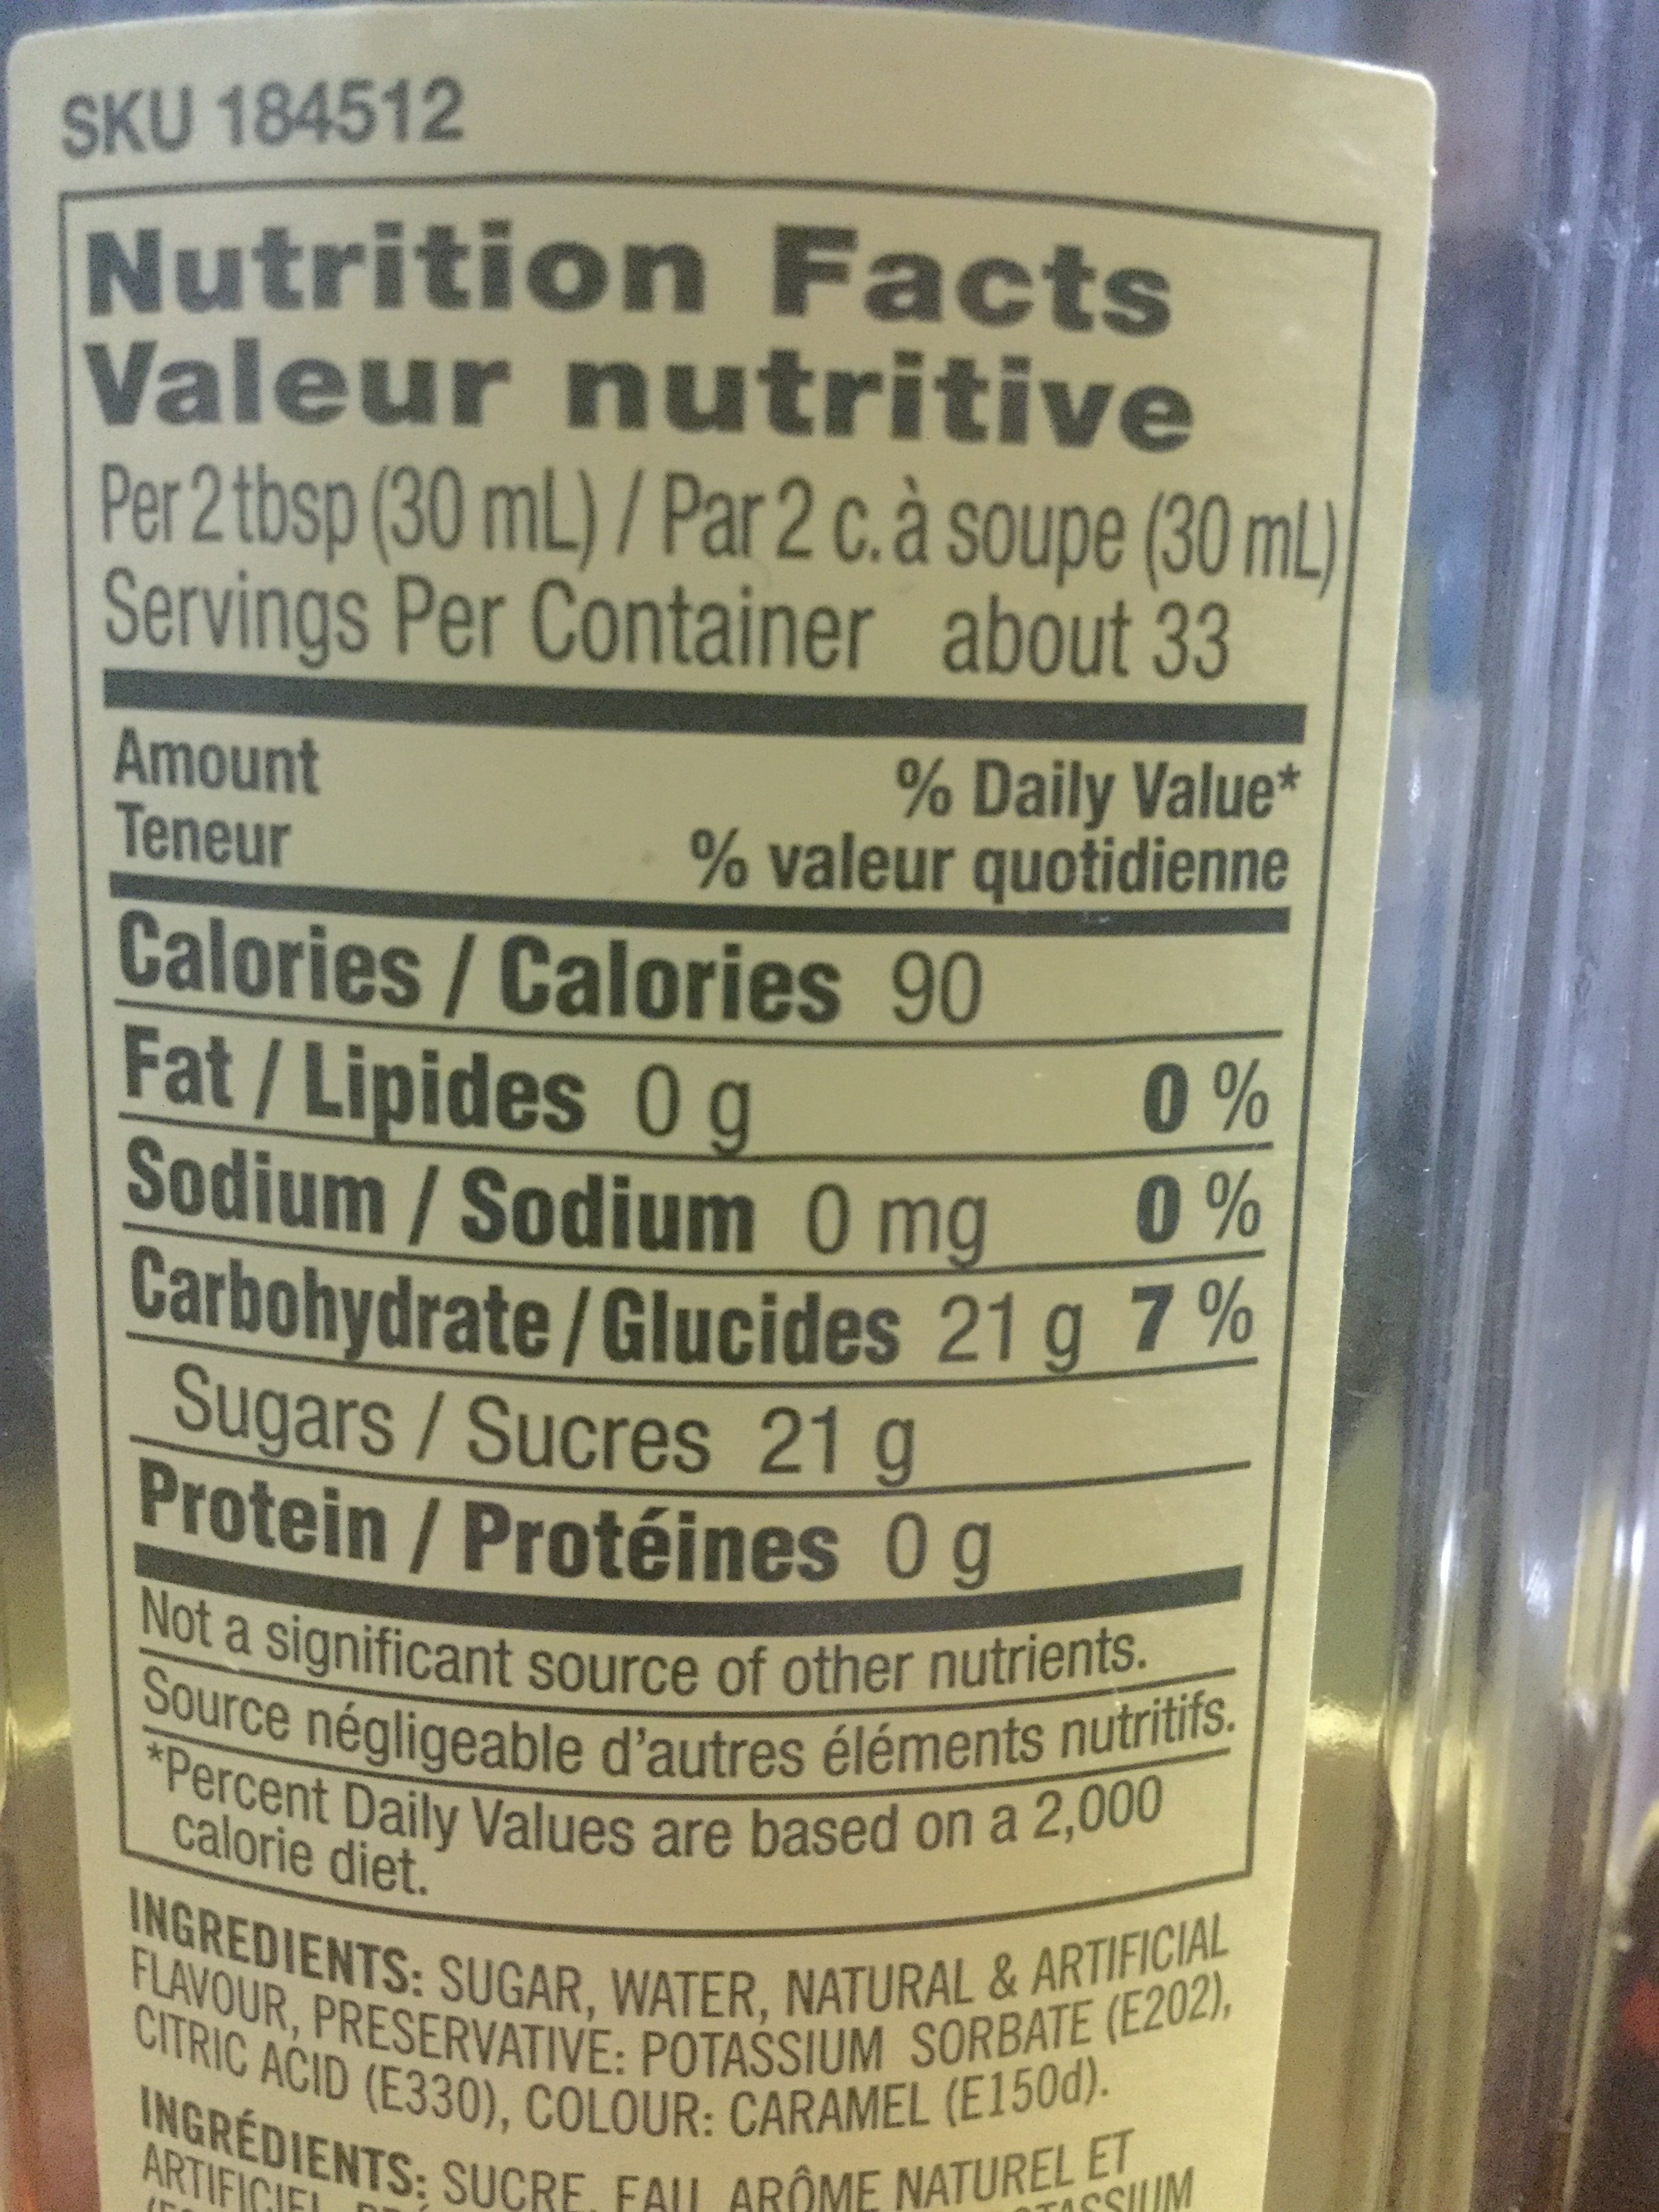 SKU 184512
Nutrition Facts
Valeur nutritive
Per 2 tbsp (30 mL) / Par 2 c. à soupe (30 mL)
Servings Per Container about 33
Amount % Daily Value*
Teneur % valeur quotidienne
Calories / Calories 90
Fat / Lipides 0 g 0 %
Sodium / Sodium 0 mg 0 %
Carbohydrate / Glucides 21 g 7 %
Sugars / Sucres 21 g
Protein / Protéines 0 g
Not a significant source of other nutrients.
Source négligeable d'autres éléments nutritifs.
*Percent Daily Values are based on a 2,000
calorie diet.
INGREDIENTS: SUGAR, WATER, NATURAL & ARTIFICIAL
FLAVOUR, PRESERVATIVE: POTASSIUM SORBATE (E202),
CITRIC ACID (E330), COLOUR: CARAMEL (E150d).
INGRÉDIENTS: SUCRE, EAU, ARÔME NATUREL ET
ARTIFICIEL